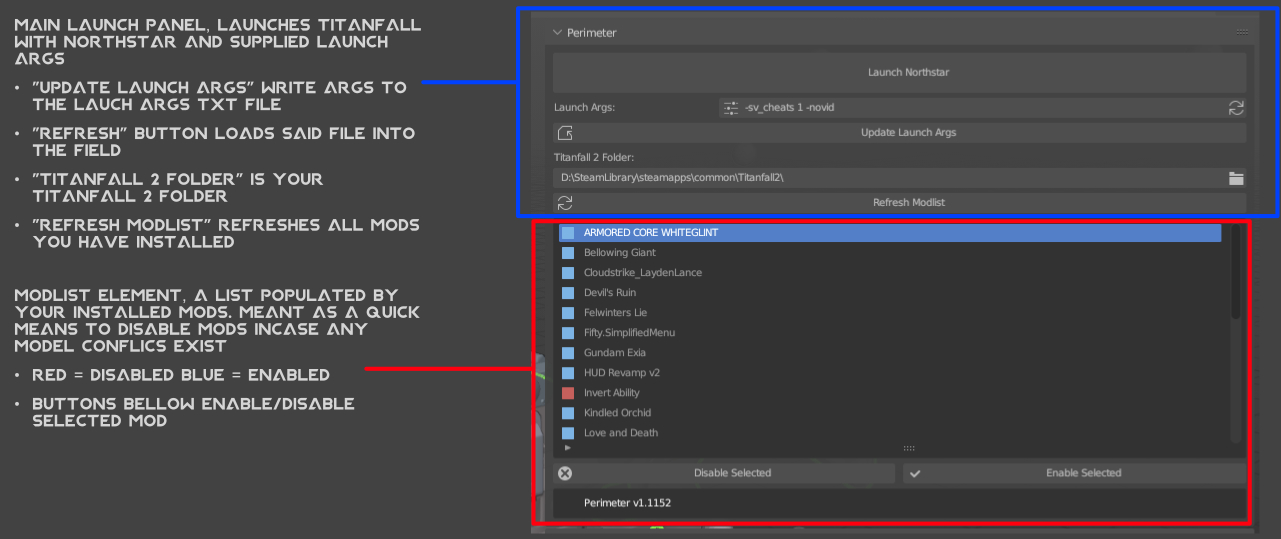 MAIN LAUNCH PANEL, LAUNCHES TITANFALL
WITH NORTHSTAR AND SUPPLIED LAUNCH
ARGS
• "UPDATE LAUNCH ARGS" WRITE ARGS TO
THE LAUCH ARGS TXT FILE
• "REFRESH" BUTTON LOADS SAID FILE INTO
THE FIELD
• "TITANFALL 2 FOLDER" IS YOUR
TITANFALL 2 FOLDER
• "REFRESH MODLIST" REFRESHES ALL MODS
YOU HAVE INSTALLED
MODLIST ELEMENT, A LIST POPULATED BY
YOUR INSTALLED MODS. MEANT AS A QUICK
MEANS TO DISABLE MODS INCASE ANY
MODEL CONFLICS EXIST
• RED = DISABLED BLUE = ENABLED
• BUTTONS BELLOW ENABLE/DISABLE
SELECTED MOD
Perimeter
Launch Northstar
Launch Args: -sv_cheats 1 -novid
Update Launch Args
Titanfall 2 Folder:
D:\SteamLibrary\steamapps\common\Titanfall2\
Refresh Modlist
ARMORED CORE WHITEGLINT
Bellowing Giant
Cloudstrike_LaydenLance
Devil's Ruin
Felwinters Lie
Fifty.SimplifiedMenu
Gundam Exia
HUD Revamp v2
Invert Ability
Kindled Orchid
Love and Death
Disable Selected Enable Selected
Perimeter v1.1152